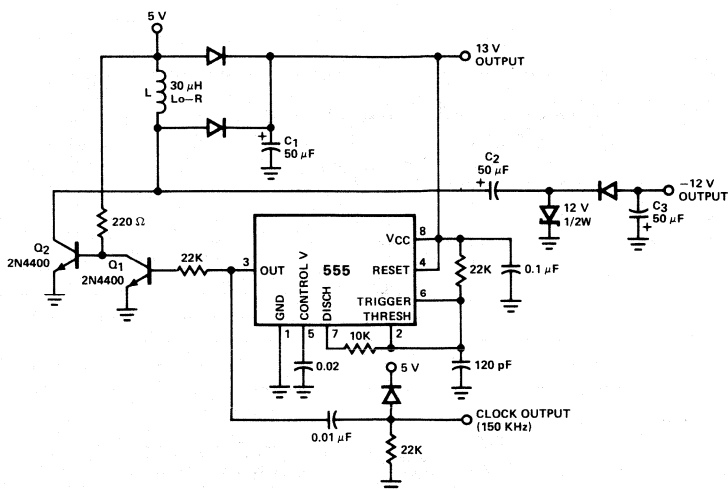 5 V
13 V
OUTPUT
30 µH
L
Lo–R
+
C1
50 µF
C2
50 µF
+
–12 V
OUTPUT
12 V
1/2W
C3
50 µF
+
220 Ω
Q2
2N4400
Q1
2N4400
22K
3
OUT
555
VCC
8
RESET
4
TRIGGER
6
THRESH
2
GND
1
CONTROL V
5
DISCH
7
22K
0.1 µF
10K
0.02
120 pF
5 V
0.01 µF
CLOCK OUTPUT
(150 KHz)
22K